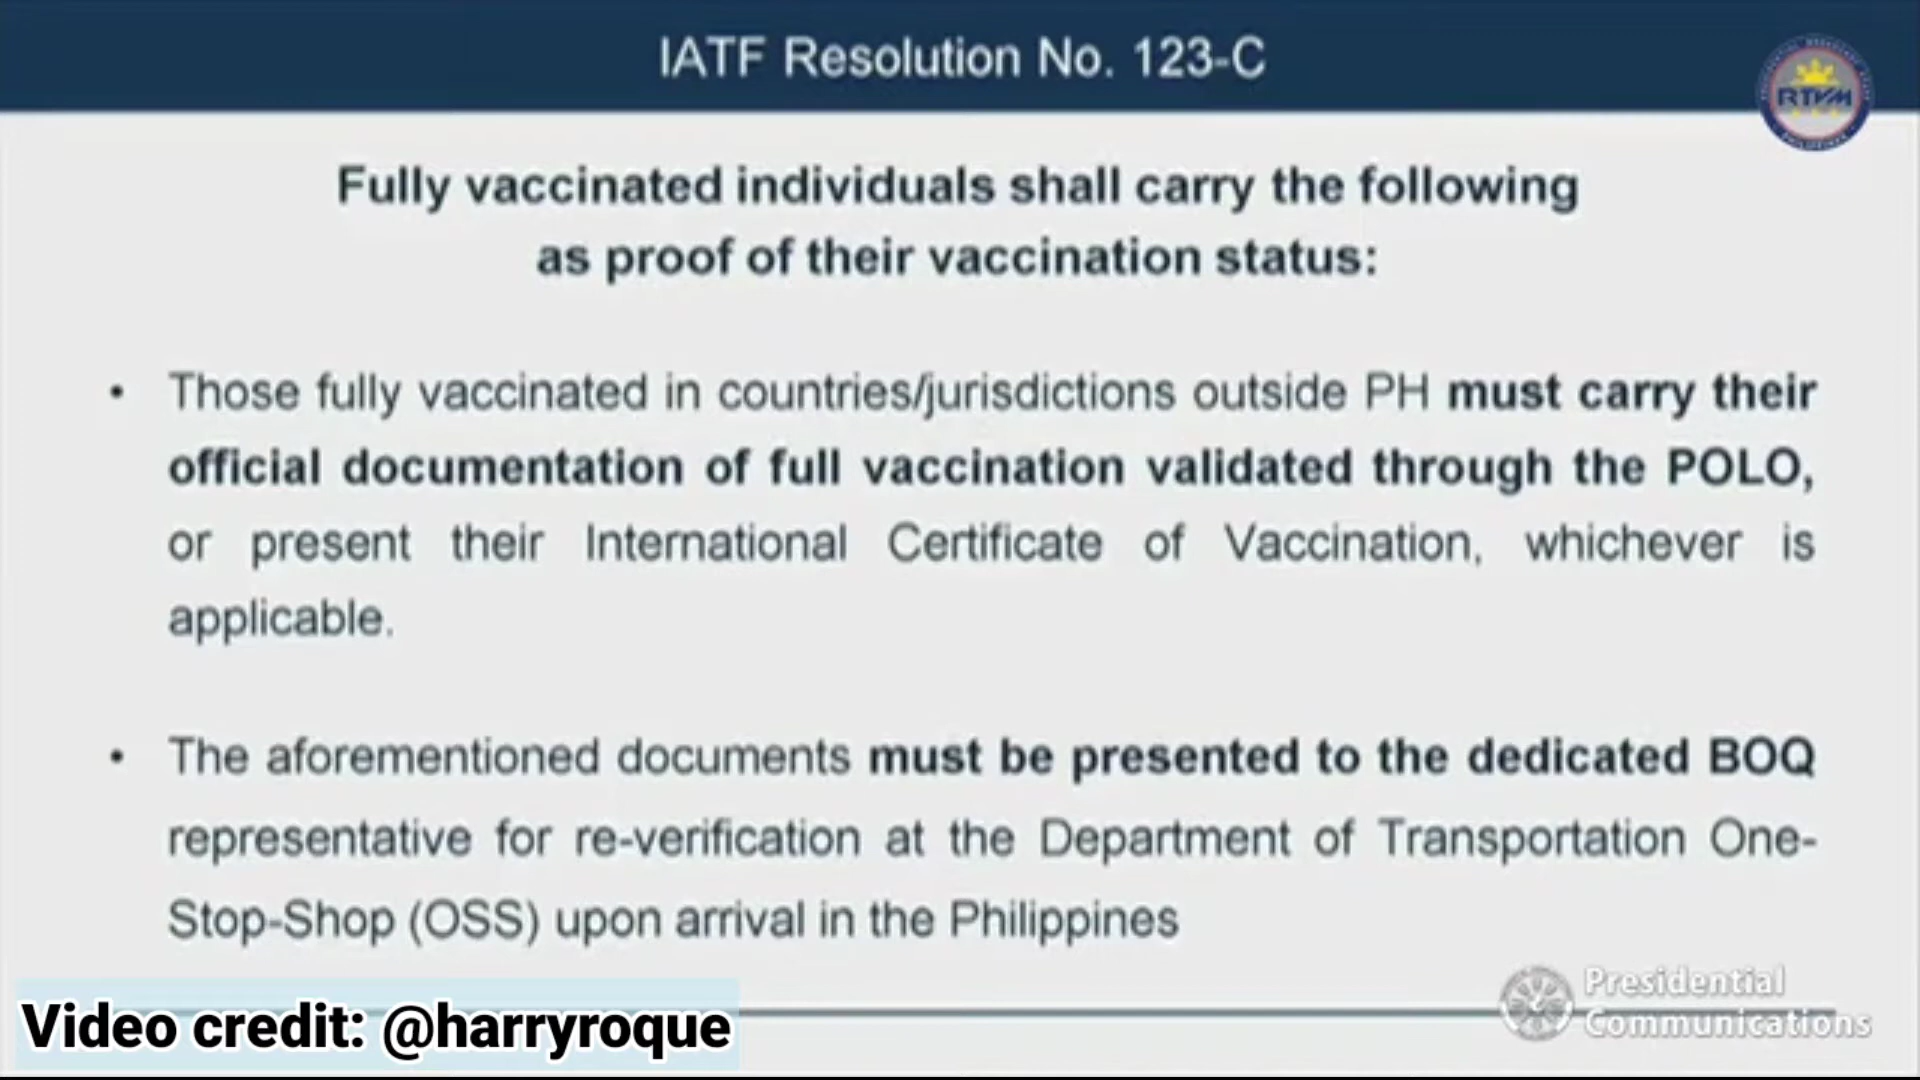 IATF Resolution No. 123-C
RTVM
PHILIPPINES
Fully vaccinated individuals shall carry the following
as proof of their vaccination status:
• Those fully vaccinated in countries/jurisdictions outside PH must carry their
official documentation of full vaccination validated through the POLO,
or present their International Certificate of Vaccination, whichever is
applicable.
• The aforementioned documents must be presented to the dedicated BOQ
representative for re-verification at the Department of Transportation One-
Stop-Shop (OSS) upon arrival in the Philippines
Presidential
Communications
Video credit: @harryroque